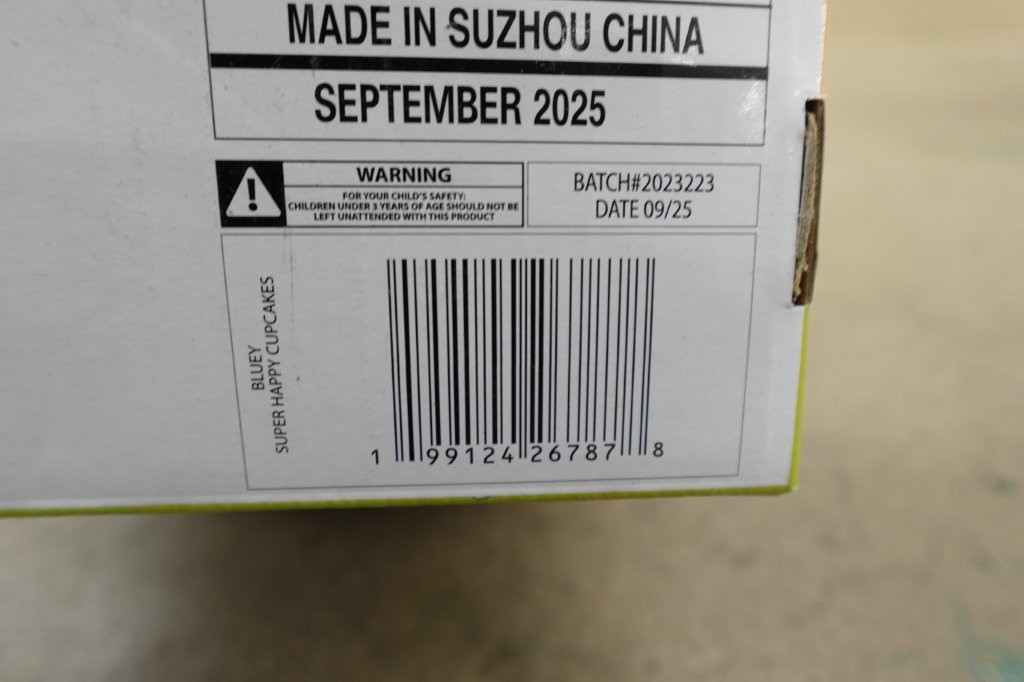 MADE IN SUZHOU CHINA
SEPTEMBER 2025
WARNING
FOR YOUR CHILD'S SAFETY:
CHILDREN UNDER 3 YEARS OF AGE SHOULD NOT BE
LEFT UNATTENDED WITH THIS PRODUCT
BATCH#2023223
DATE 09/25
BLUEY
SUPER HAPPY CUPCAKES
1 99124 26787 8